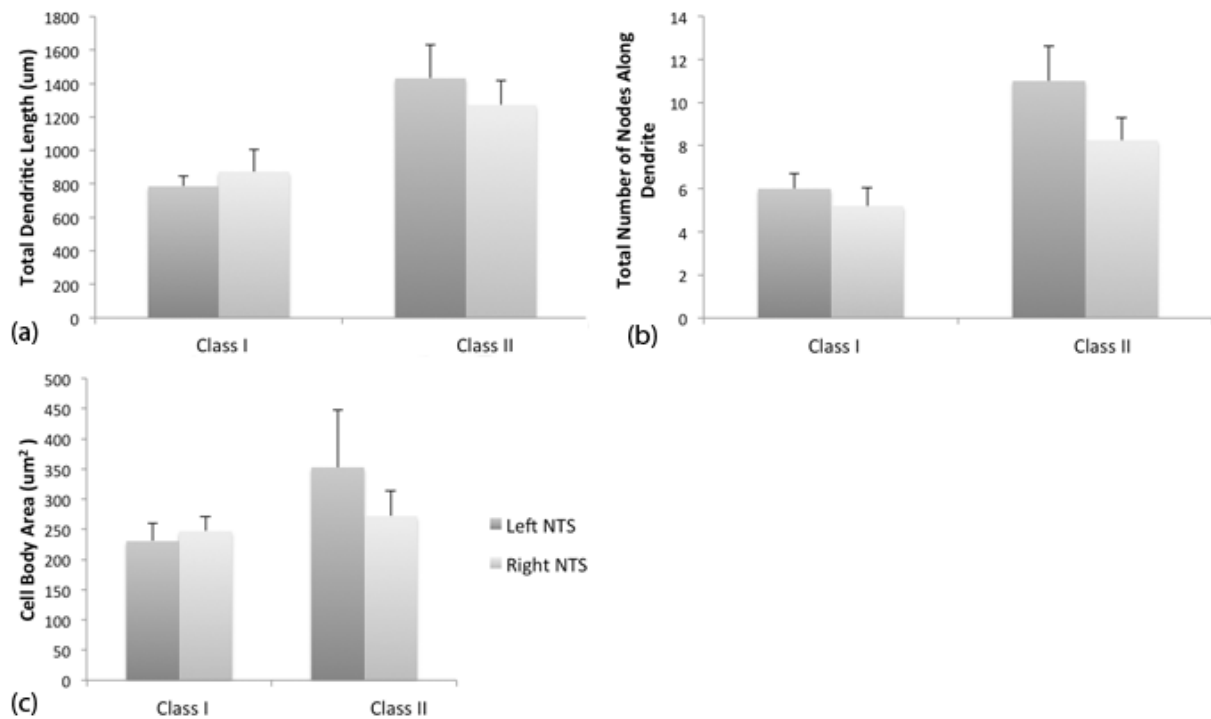 Total Dendritic Length (um)
1800
1600
1400
1200
1000
800
600
400
200
0
Class I
Class II
(a)
Total Number of Nodes Along
Dendrite
14
12
10
8
6
4
2
0
Class I
Class II
(b)
Cell Body Area (um²)
500
450
400
350
300
250
200
150
100
50
0
Class I
Class II
Left NTS
Right NTS
(c)